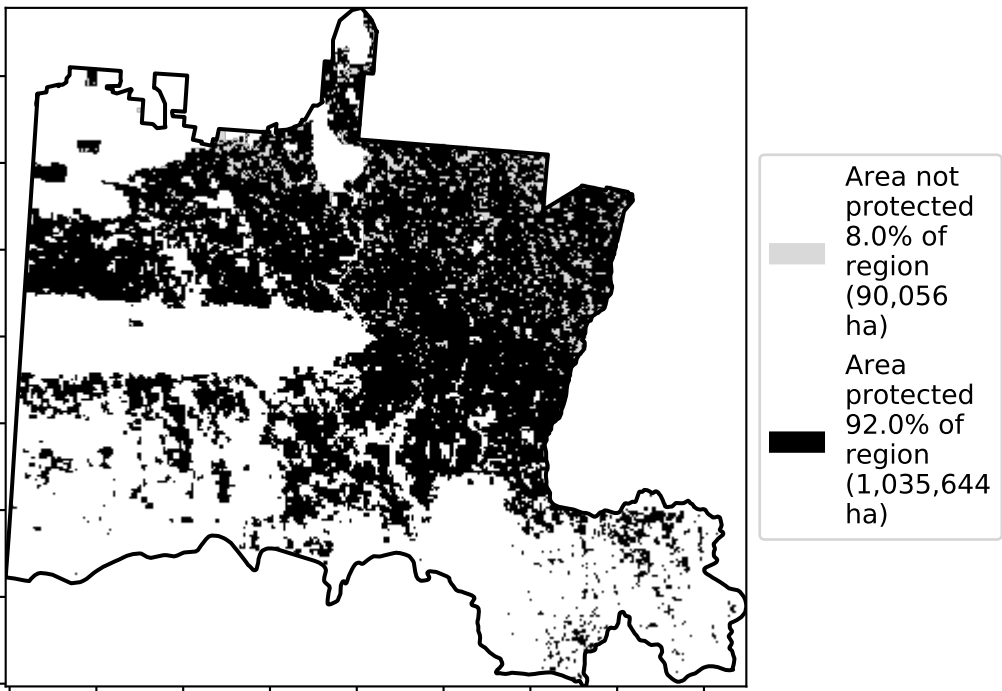 Area not
protected
8.0% of
region
(90,056
ha)
Area
protected
92.0% of
region
(1,035,644
ha)